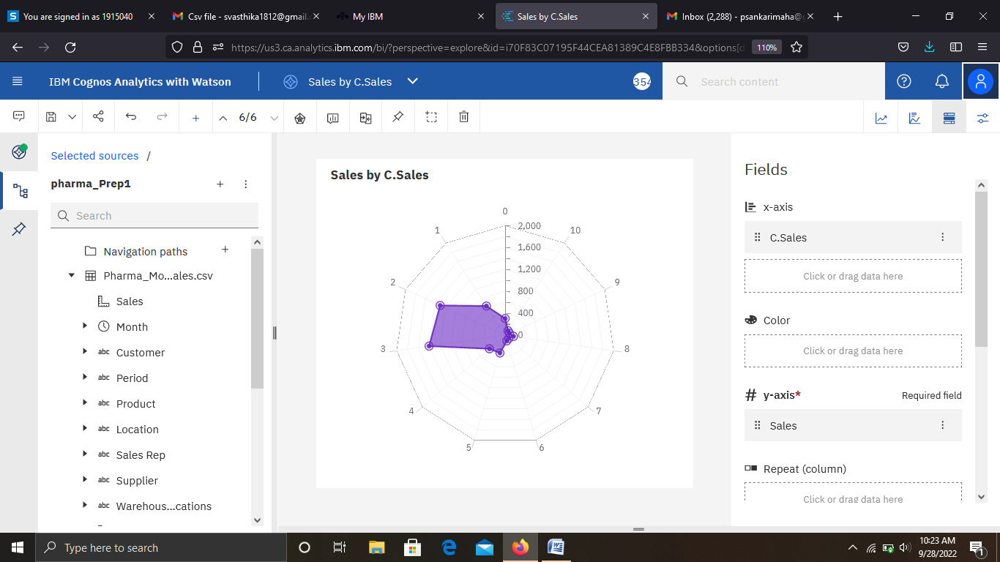 You are signed in as 1915040
Csv file - svasthika1812@gmail.c
My IBM
Sales by C.Sales
Inbox (2,288) - psankarimaha@g
https://us3.ca.analytics.ibm.com/bi/?perspective=explore&id=i70F83C07195F44CEA81389C4E8FBB334&options[d
110%
IBM Cognos Analytics with Watson
Sales by C.Sales
354
Search content
6/6
Selected sources /
pharma_Prep1
Search
Navigation paths
Pharma_Mo...ales.csv
Sales
Month
abc Customer
abc Period
abc Product
abc Location
abc Sales Rep
abc Supplier
abc Warehous...cations
Sales by C.Sales
0
1
2
3
4
5
6
7
8
9
10
2,000
1,600
1,200
800
400
0
Fields
x-axis
C.Sales
Click or drag data here
Color
Click or drag data here
y-axis* Required field
Sales
Repeat (column)
Click or drag data here
Type here to search
10:23 AM
9/28/2022
1